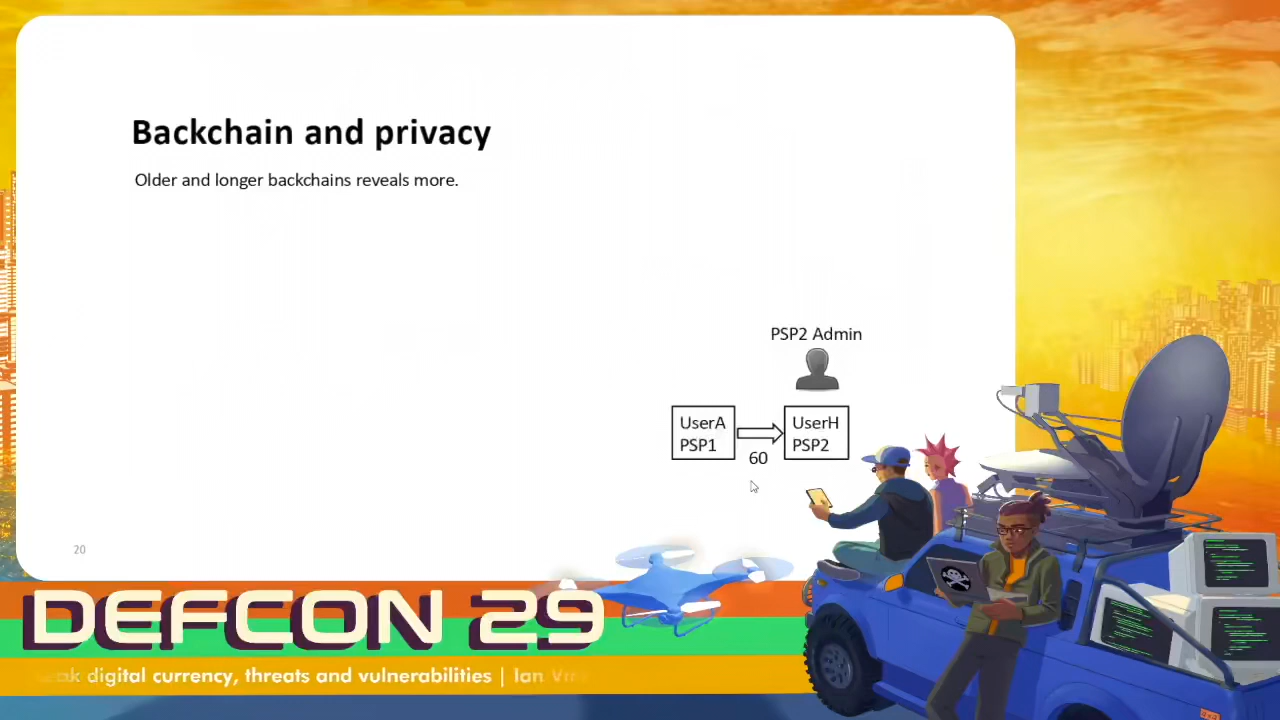 Backchain and privacy
Older and longer backchains reveals more.
PSP2 Admin
UserA
PSP1
UserH
PSP2
60
20
DEFCON 29
digital currency, threats and vulnerabilities | Ian